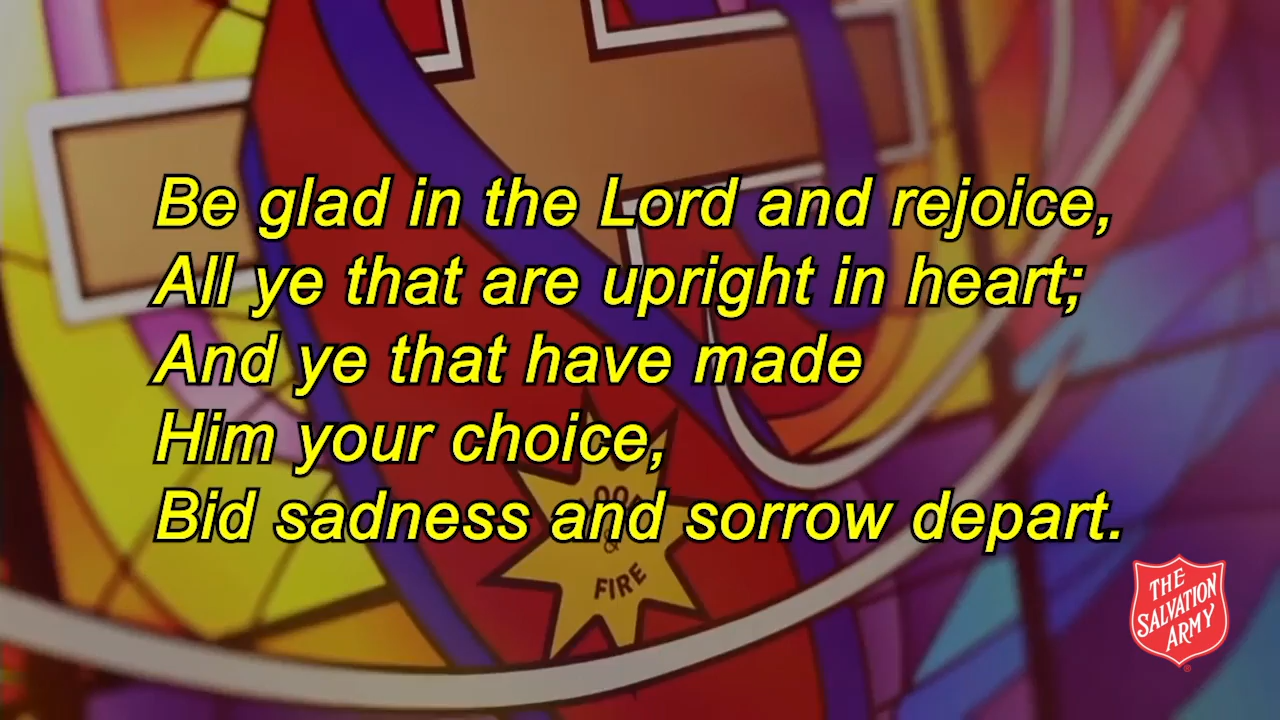 Be glad in the Lord and rejoice,
All ye that are upright in heart;
And ye that have made
Him your choice,
Bid sadness and sorrow depart.
&
FIRE
THE
SALVATION
ARMY